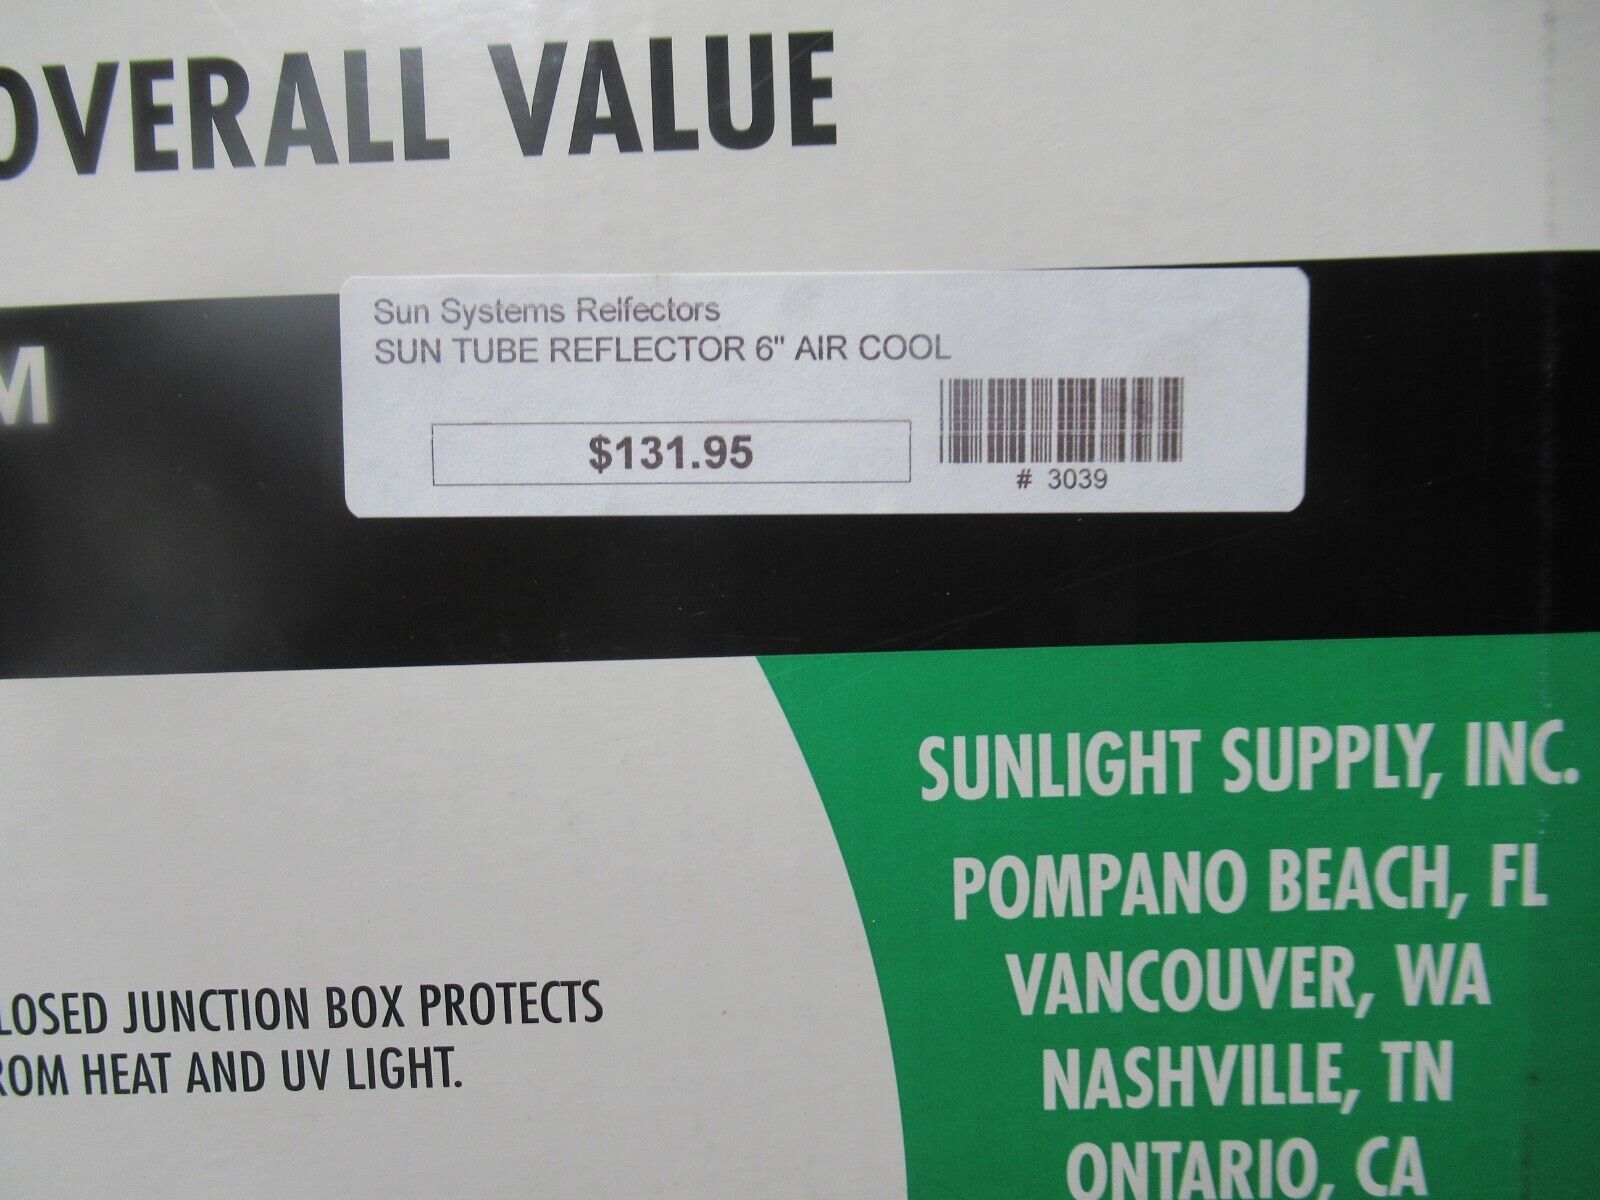 OVERALL VALUE
M
Sun Systems Relfectors
SUN TUBE REFLECTOR 6" AIR COOL
$131.95
# 3039
LOSED JUNCTION BOX PROTECTS
ROM HEAT AND UV LIGHT.
SUNLIGHT SUPPLY, INC.
POMPANO BEACH, FL
VANCOUVER, WA
NASHVILLE, TN
ONTARIO, CA